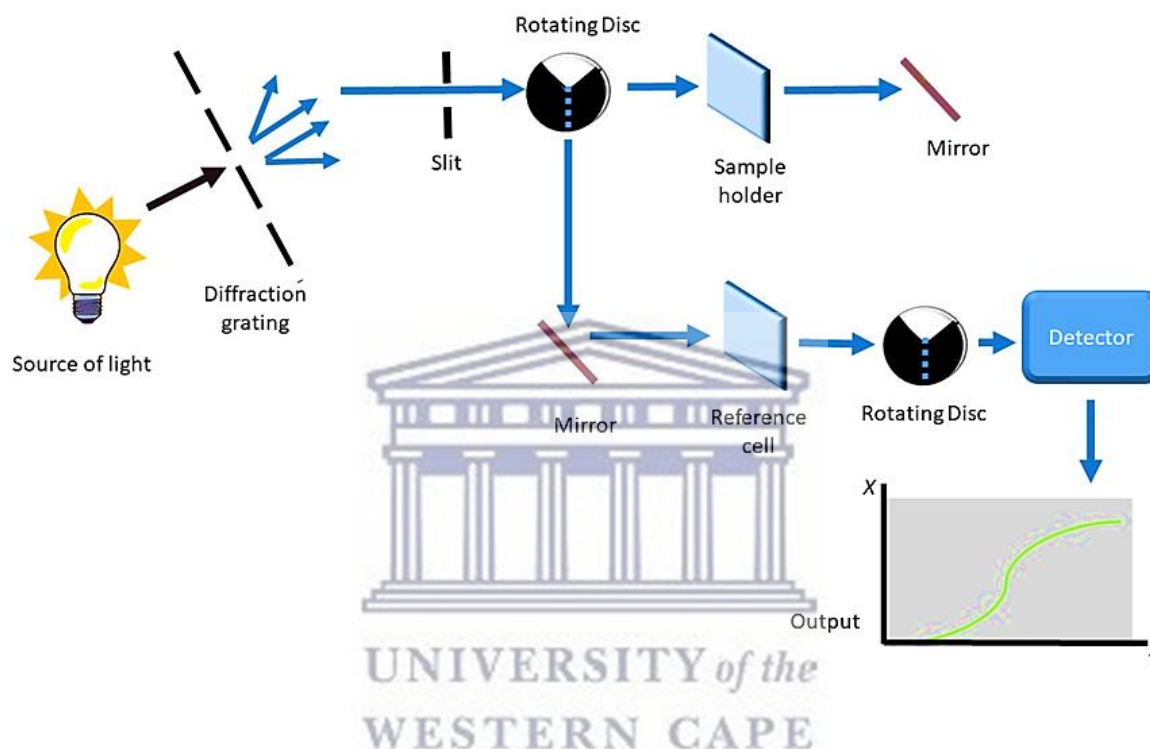 Rotating Disc
Slit
Sample
holder
Mirror
Diffraction
grating
Source of light
Mirror
Reference
cell
Rotating Disc
Detector
X
Output
UNIVERSITY of the
WESTERN CAPE